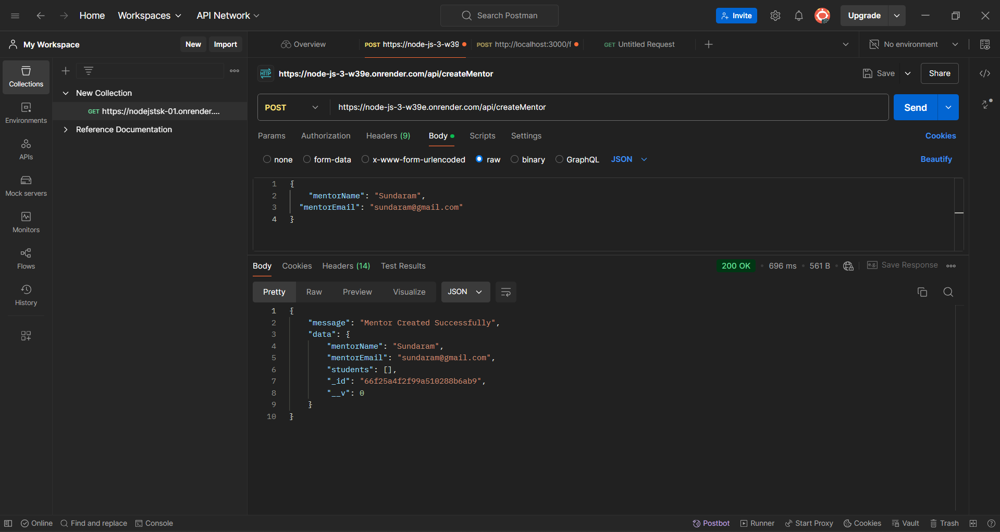 Home Workspaces API Network Search Postman Invite Upgrade
My Workspace New Import Overview POST https://node-js-3-w39 POST http://localhost:3000/f GET Untitled Request No environment
Collections
Environments
APIs
Mock servers
Monitors
Flows
History
New Collection
GET https://nodejstsk-01.onrender....
Reference Documentation
HTTP https://node-js-3-w39e.onrender.com/api/createMentor Save Share
POST https://node-js-3-w39e.onrender.com/api/createMentor Send
Params Authorization Headers (9) Body Scripts Settings Cookies
none form-data x-www-form-urlencoded raw binary GraphQL JSON Beautify
1 {
2 "mentorName": "Sundaram",
3 "mentorEmail": "sundaram@gmail.com"
4 }
Body Cookies Headers (14) Test Results 200 OK • 696 ms • 561 B • e.g. Save Response
Pretty Raw Preview Visualize JSON
1 {
2 "message": "Mentor Created Successfully",
3 "data": {
4 "mentorName": "Sundaram",
5 "mentorEmail": "sundaram@gmail.com",
6 "students": [],
7 "_id": "66f25a4f2f99a510288b6ab9",
8 "__v": 0
9 }
10 }
Online Find and replace Console Postbot Runner Start Proxy Cookies Vault Trash